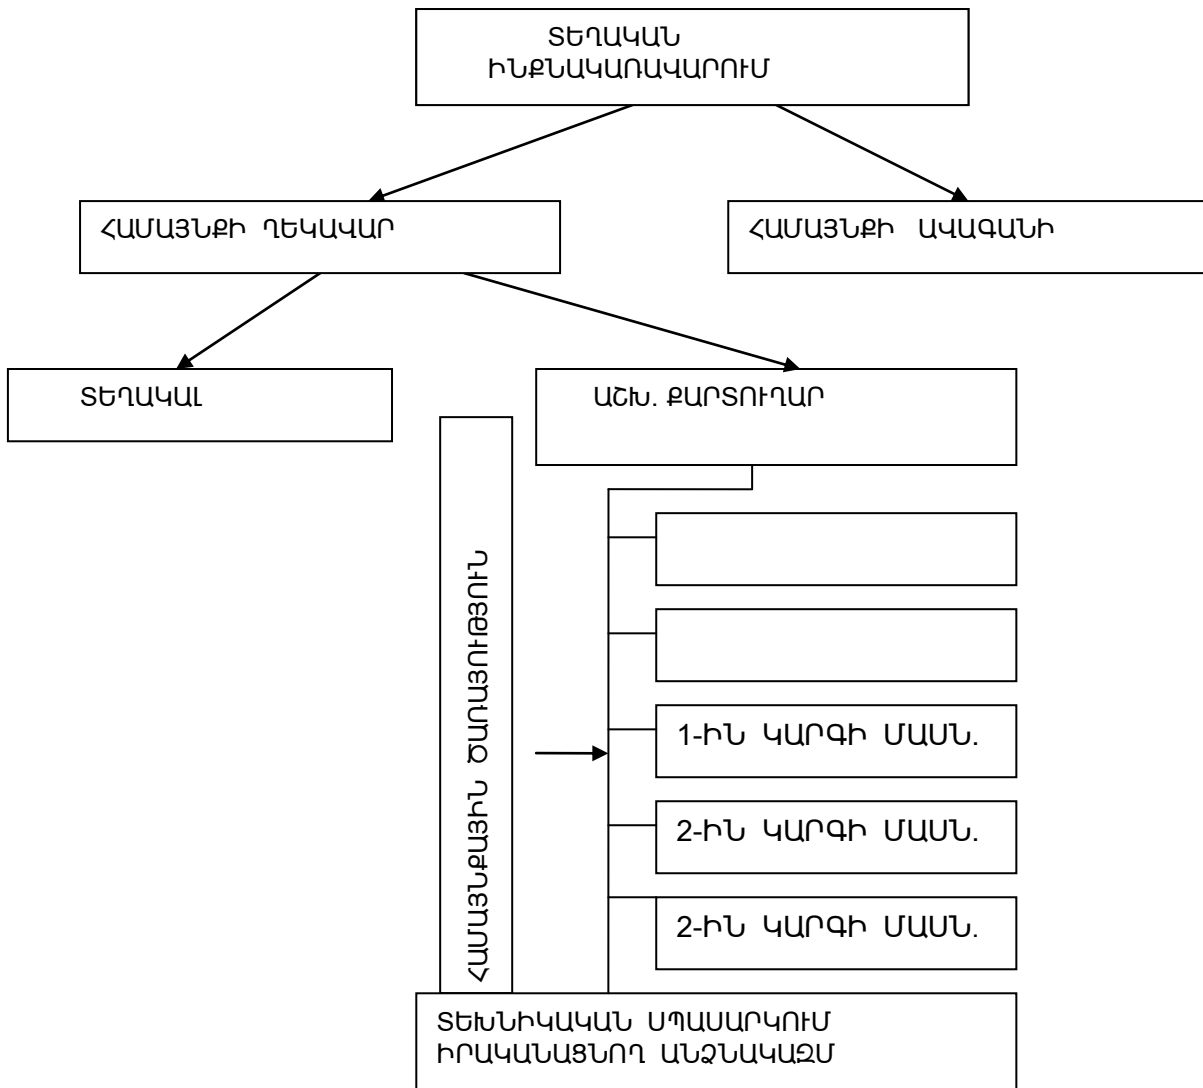 ՏԵՂԱԿԱՆ
ԻՆՔՆԱԿԱՌԱՎԱՐՈՒՄ
ՀԱՄԱՅՆՔԻ ՂԵԿԱՎԱՐ
ՀԱՄԱՅՆՔԻ ԱՎԱԳԱՆԻ
ՏԵՂԱԿԱԼ
ԱՇԽ. ՔԱՐՏՈՒՂԱՐ
ՀԱՄԱՅՆՔԱՅԻՆ ԾԱՌԱՅՈՒԹՅՈՒՆ
1-ԻՆ ԿԱՐԳԻ ՄԱՍՆ.
2-ԻՆ ԿԱՐԳԻ ՄԱՍՆ.
2-ԻՆ ԿԱՐԳԻ ՄԱՍՆ.
ՏԵԽՆԻԿԱԿԱՆ ՍՊԱՍԱՐԿՈՒՄ
ԻՐԱԿԱՆԱՑՆՈՂ ԱՆՁՆԱԿԱԶՄ